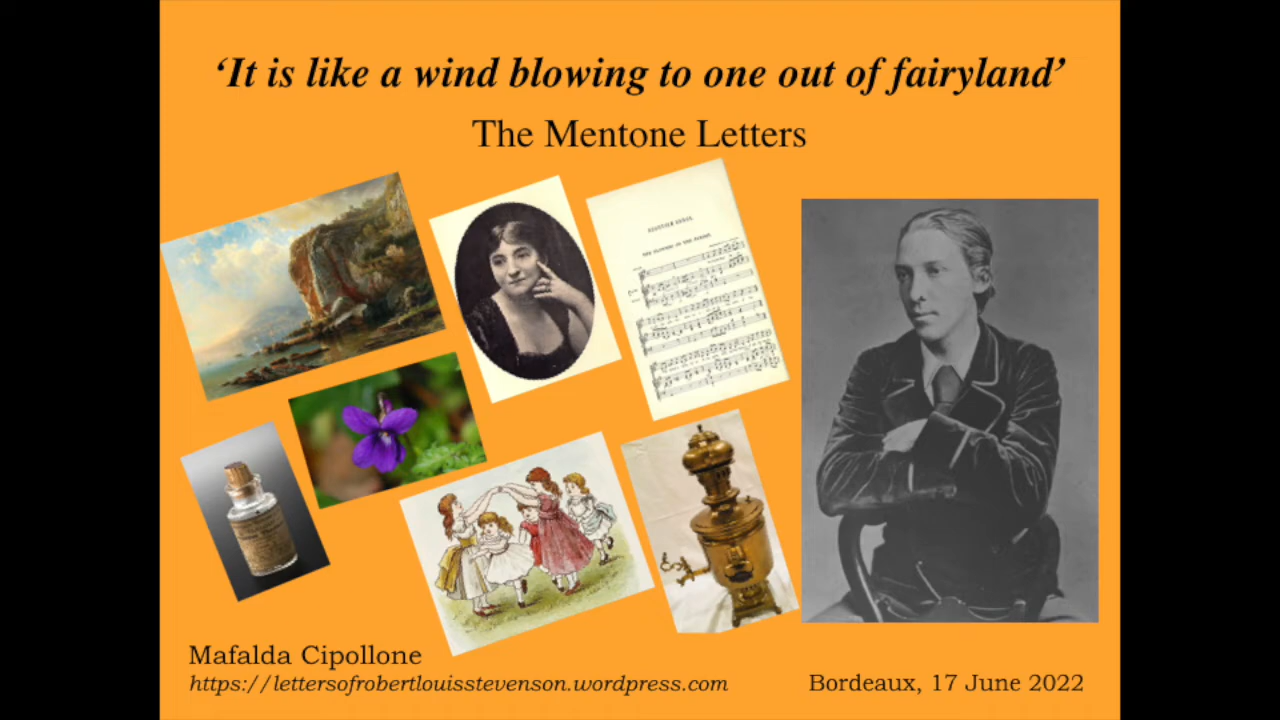 ‘It is like a wind blowing to one out of fairyland’
The Mentone Letters
Mafalda Cipollone
https://lettersofrobertlouisstevenson.wordpress.com
Bordeaux, 17 June 2022